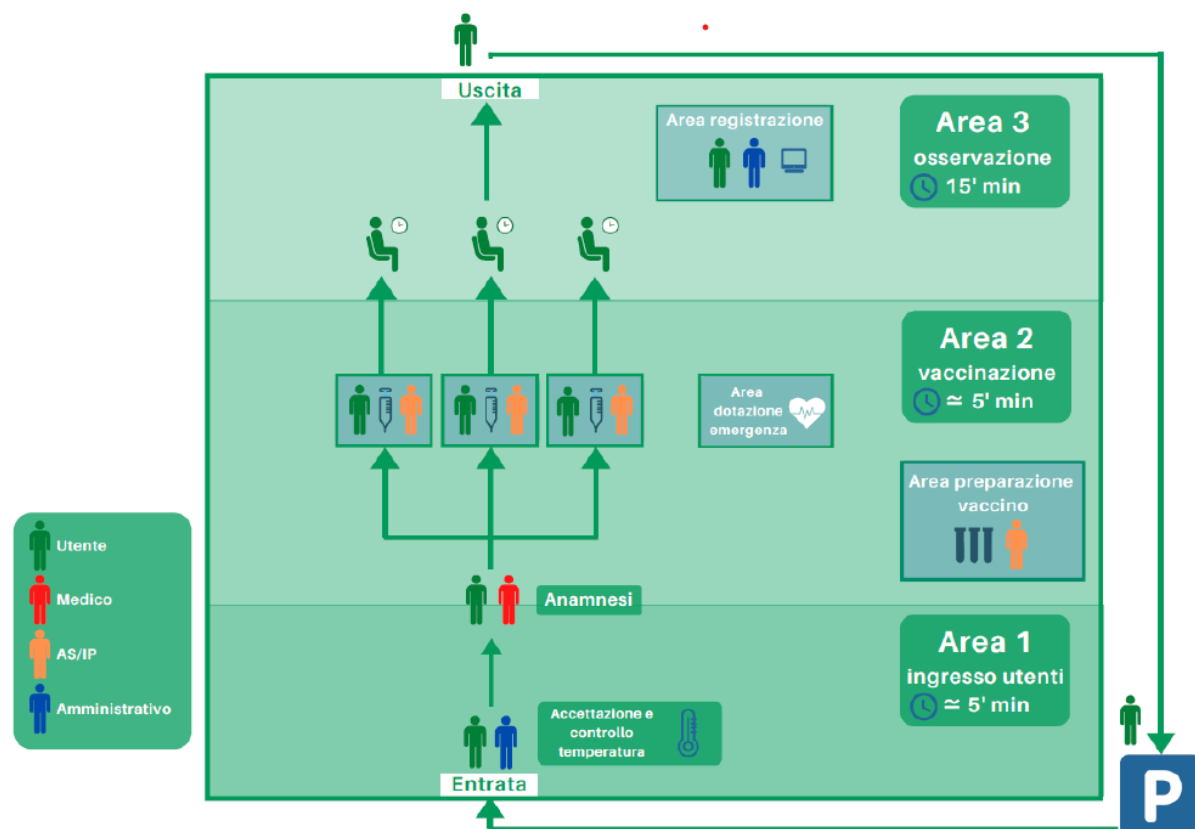 Uscita
Area registrazione
Area 3
osservazione
15' min
Area 2
vaccinazione
≃ 5' min
Area
dotazione
emergenza
Area preparazione
vaccino
Utente
Medico
AS/IP
Amministrativo
Anamnesi
Area 1
ingresso utenti
≃ 5' min
Accettazione e
controllo
temperatura
Entrata
P